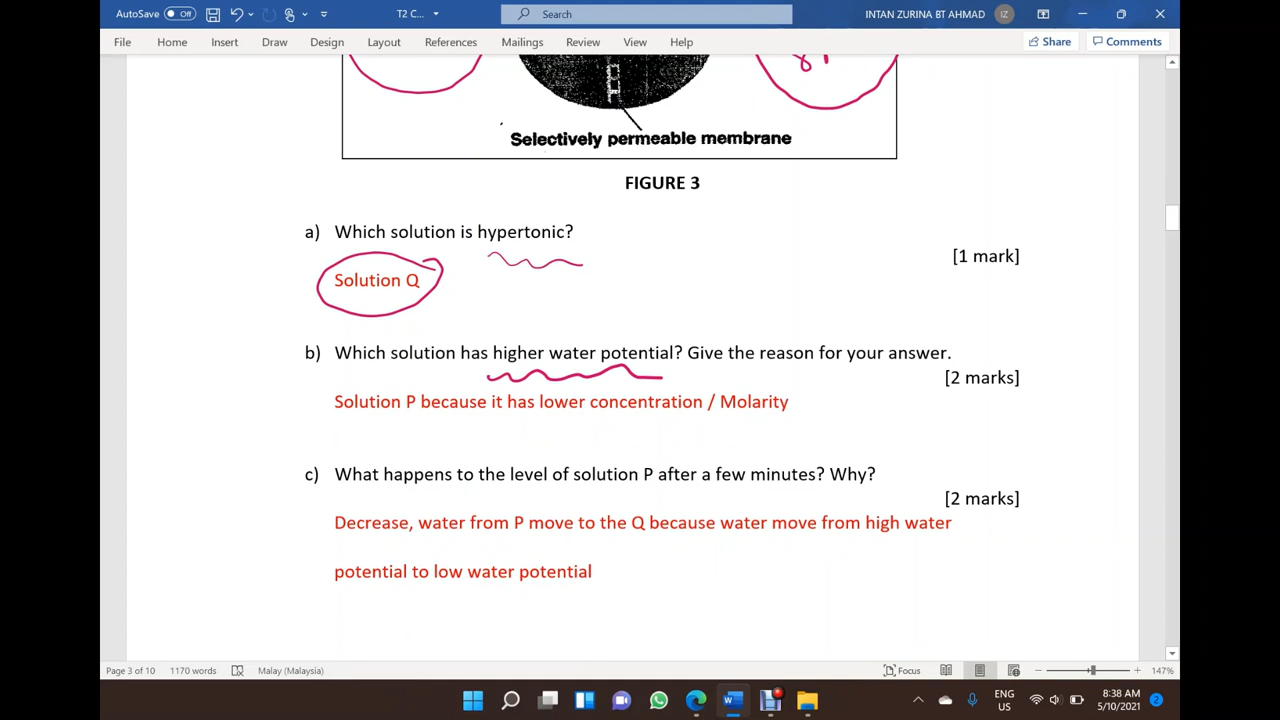 AutoSave Off T2 C... Search INTAN ZURINA BT AHMAD IZ
File Home Insert Draw Design Layout References Mailings Review View Help Share Comments
Selectively permeable membrane
FIGURE 3
a) Which solution is hypertonic?
[1 mark]
Solution Q
b) Which solution has higher water potential? Give the reason for your answer.
[2 marks]
Solution P because it has lower concentration / Molarity
c) What happens to the level of solution P after a few minutes? Why?
[2 marks]
Decrease, water from P move to the Q because water move from high water
potential to low water potential
Page 3 of 10 1170 words Malay (Malaysia) Focus 147%
ENG
US
8:38 AM
5/10/2021
2